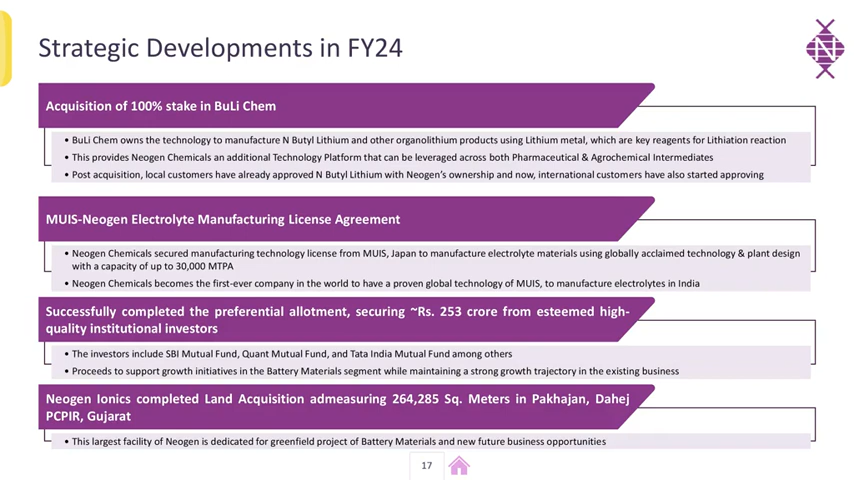 Strategic Developments in FY24
N
Acquisition of 100% stake in BuLi Chem
• BuLi Chem owns the technology to manufacture N Butyl Lithium and other organolithium products using Lithium metal, which are key reagents for Lithiation reaction
• This provides Neogen Chemicals an additional Technology Platform that can be leveraged across both Pharmaceutical & Agrochemical Intermediates
• Post acquisition, local customers have already approved N Butyl Lithium with Neogen's ownership and now, international customers have also started approving
MUIS-Neogen Electrolyte Manufacturing License Agreement
• Neogen Chemicals secured manufacturing technology license from MUIS, Japan to manufacture electrolyte materials using globally acclaimed technology & plant design
with a capacity of up to 30,000 MTPA
• Neogen Chemicals becomes the first-ever company in the world to have a proven global technology of MUIS, to manufacture electrolytes in India
Successfully completed the preferential allotment, securing ~Rs. 253 crore from esteemed high-
quality institutional investors
• The investors include SBI Mutual Fund, Quant Mutual Fund, and Tata India Mutual Fund among others
• Proceeds to support growth initiatives in the Battery Materials segment while maintaining a strong growth trajectory in the existing business
Neogen Ionics completed Land Acquisition admeasuring 264,285 Sq. Meters in Pakhajan, Dahej
PCPIR, Gujarat
• This largest facility of Neogen is dedicated for greenfield project of Battery Materials and new future business opportunities
17